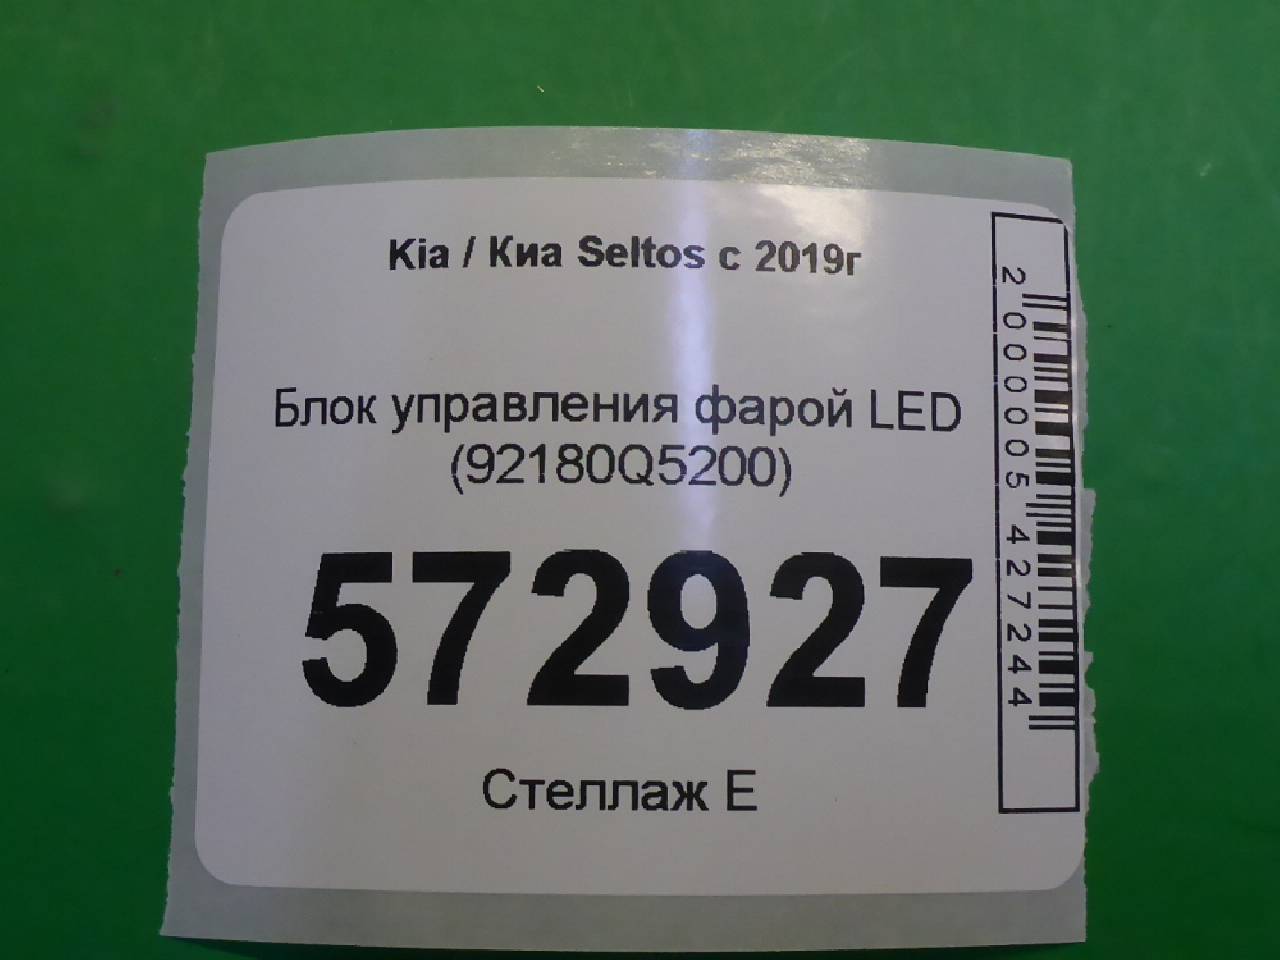 Kia / Киа Seltos с 2019г
Блок управления фарой LED
(92180Q5200)
572927
Стеллаж Е
2000005427244